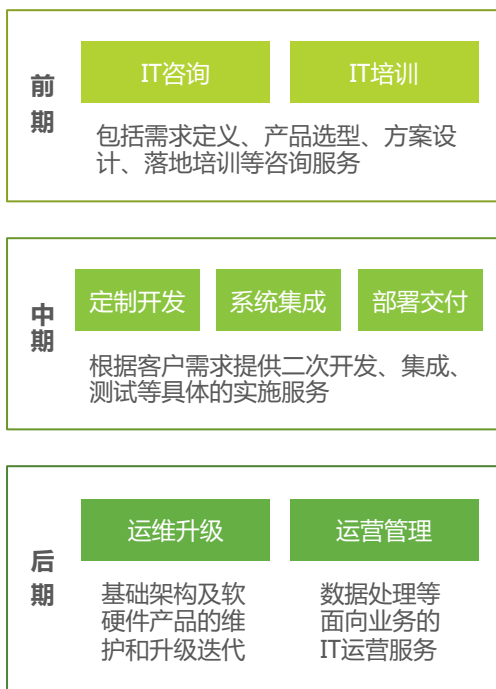 前期
IT咨询
IT培训
包括需求定义、产品选型、方案设
计、落地培训等咨询服务
中期
定制开发
系统集成
部署交付
根据客户需求提供二次开发、集成、
测试等具体的实施服务
后期
运维升级
运营管理
基础架构及软
硬件产品的维
护和升级迭代
数据处理等
面向业务的
IT运营服务